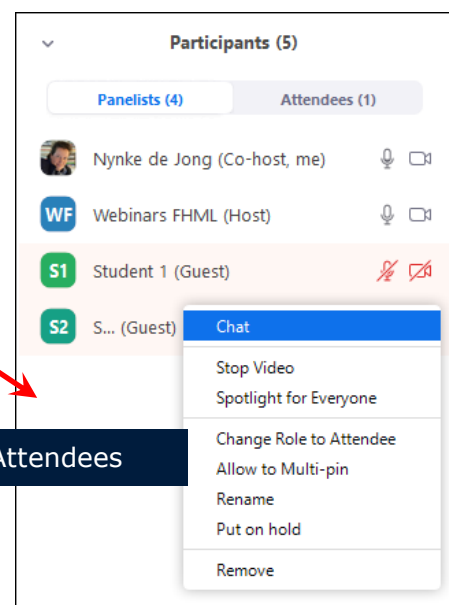 Participants (5)
Panelists (4) Attendees (1)
Nynke de Jong (Co-host, me)
WF Webinars FHML (Host)
S1 Student 1 (Guest)
S2 S... (Guest)
Chat
Stop Video
Spotlight for Everyone
Change Role to Attendee
Attendees
Allow to Multi-pin
Rename
Put on hold
Remove